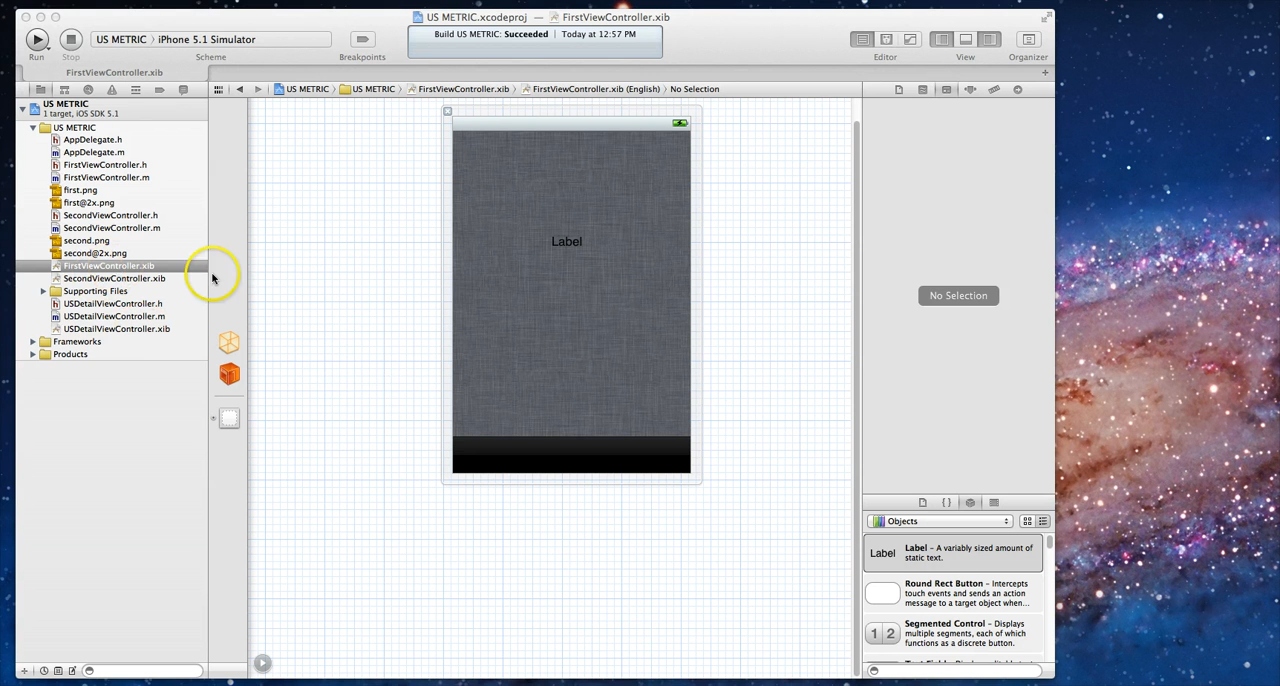 US METRIC.xcodeproj — FirstViewController.xib
US METRIC 〉iPhone 5.1 Simulator
Build US METRIC: Succeeded | Today at 12:57 PM
Run
Stop
Scheme
Breakpoints
Editor
View
Organizer
FirstViewController.xib
US METRIC 〉 US METRIC 〉 FirstViewController.xib 〉 FirstViewController.xib (English) 〉 No Selection
US METRIC
1 target, iOS SDK 5.1
US METRIC
h AppDelegate.h
m AppDelegate.m
h FirstViewController.h
m FirstViewController.m
first.png
first@2x.png
h SecondViewController.h
m SecondViewController.m
second.png
second@2x.png
FirstViewController.xib
SecondViewController.xib
Supporting Files
h USDetailViewController.h
m USDetailViewController.m
USDetailViewController.xib
Frameworks
Products
Label
No Selection
{ }
Objects
Label
Label – A variably sized amount of
static text.
Round Rect Button – Intercepts
touch events and sends an action
message to a target object when...
1 2
Segmented Control – Displays
multiple segments, each of which
functions as a discrete button.